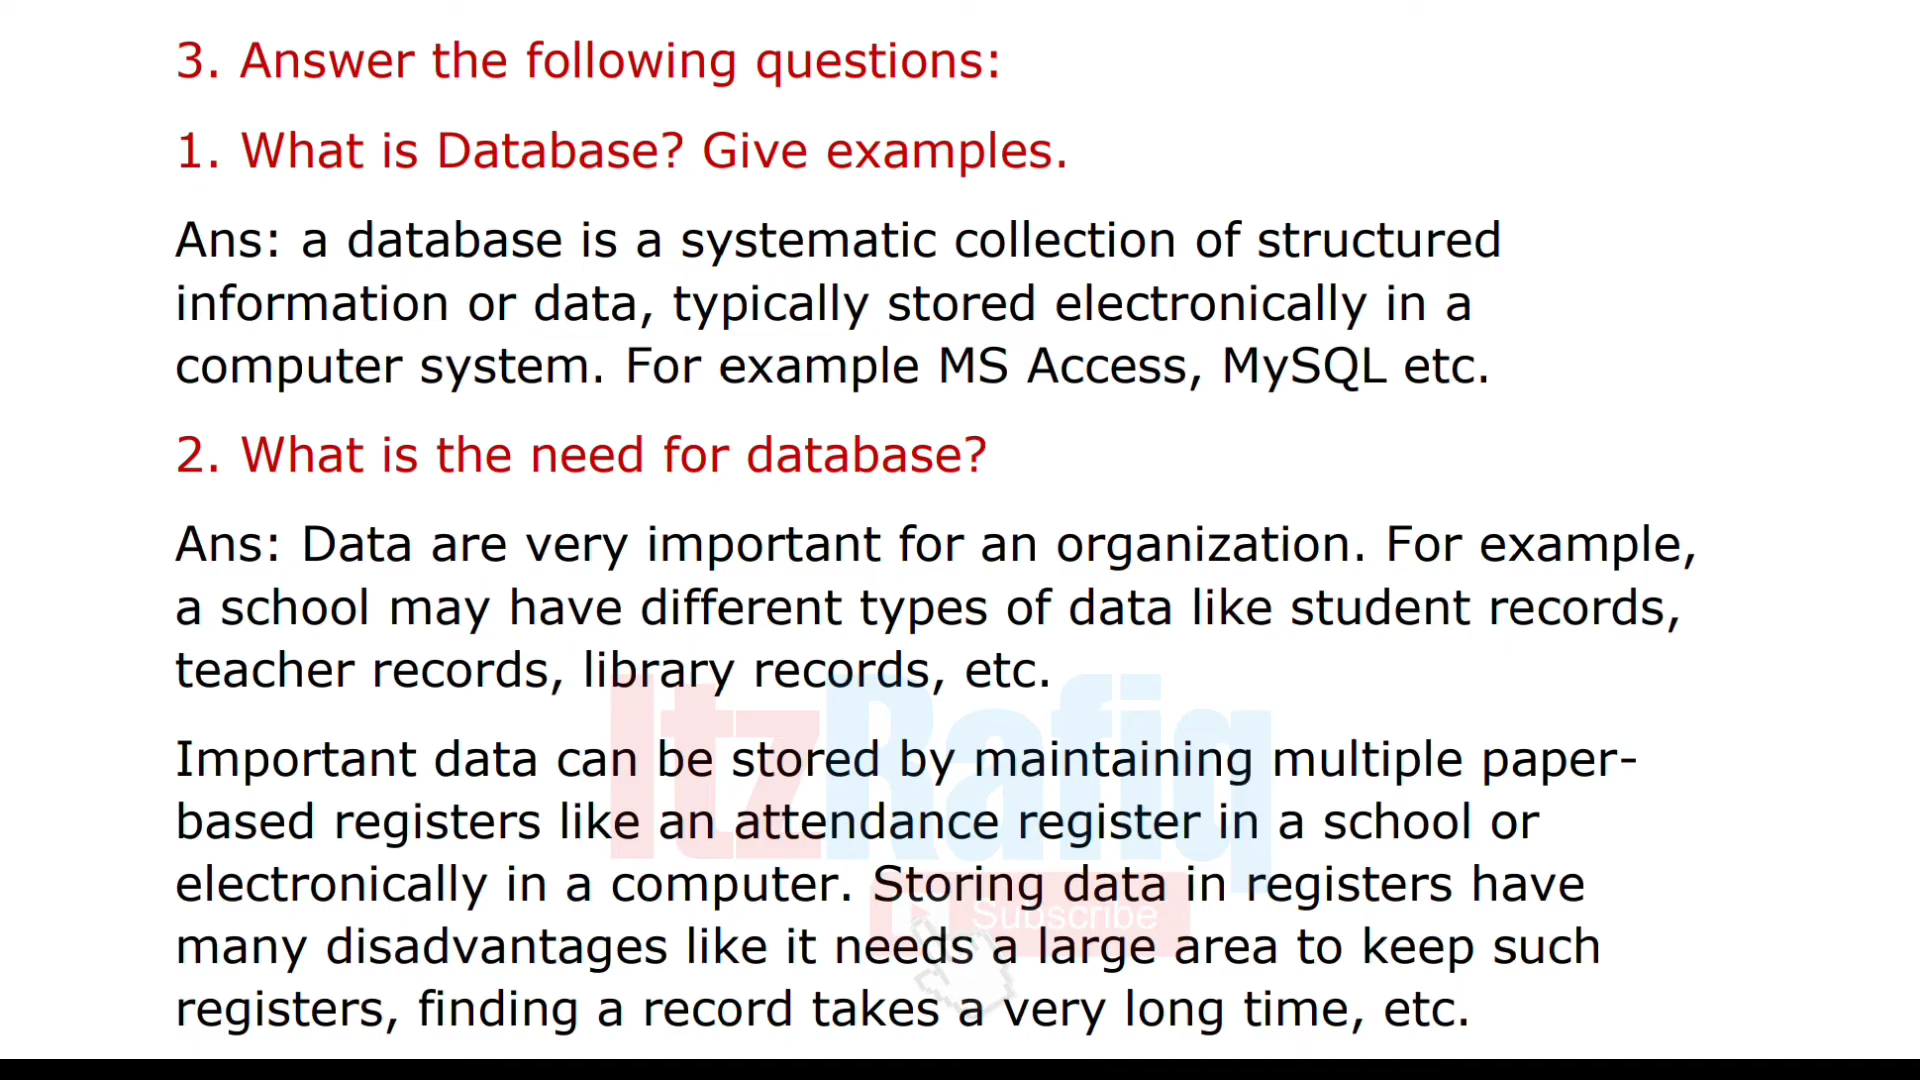 3. Answer the following questions:
1. What is Database? Give examples.
Ans: a database is a systematic collection of structured
information or data, typically stored electronically in a
computer system. For example MS Access, MySQL etc.
2. What is the need for database?
Ans: Data are very important for an organization. For example,
a school may have different types of data like student records,
teacher records, library records, etc.
Important data can be stored by maintaining multiple paper-
based registers like an attendance register in a school or
electronically in a computer. Storing data in registers have
many disadvantages like it needs a large area to keep such
registers, finding a record takes a very long time, etc.
ItzRafiq
Subscribe